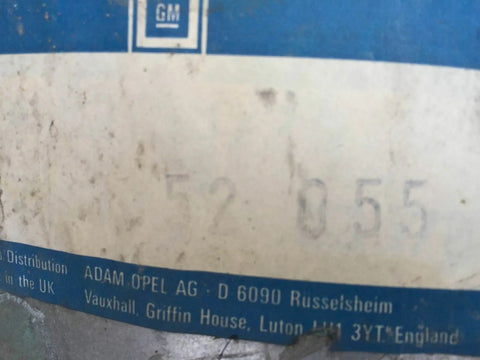 GM
52 055
Distribution
in the UK
ADAM OPEL AG · D 6090 Russelsheim
Vauxhall, Griffin House, Luton LU1 3YT. England